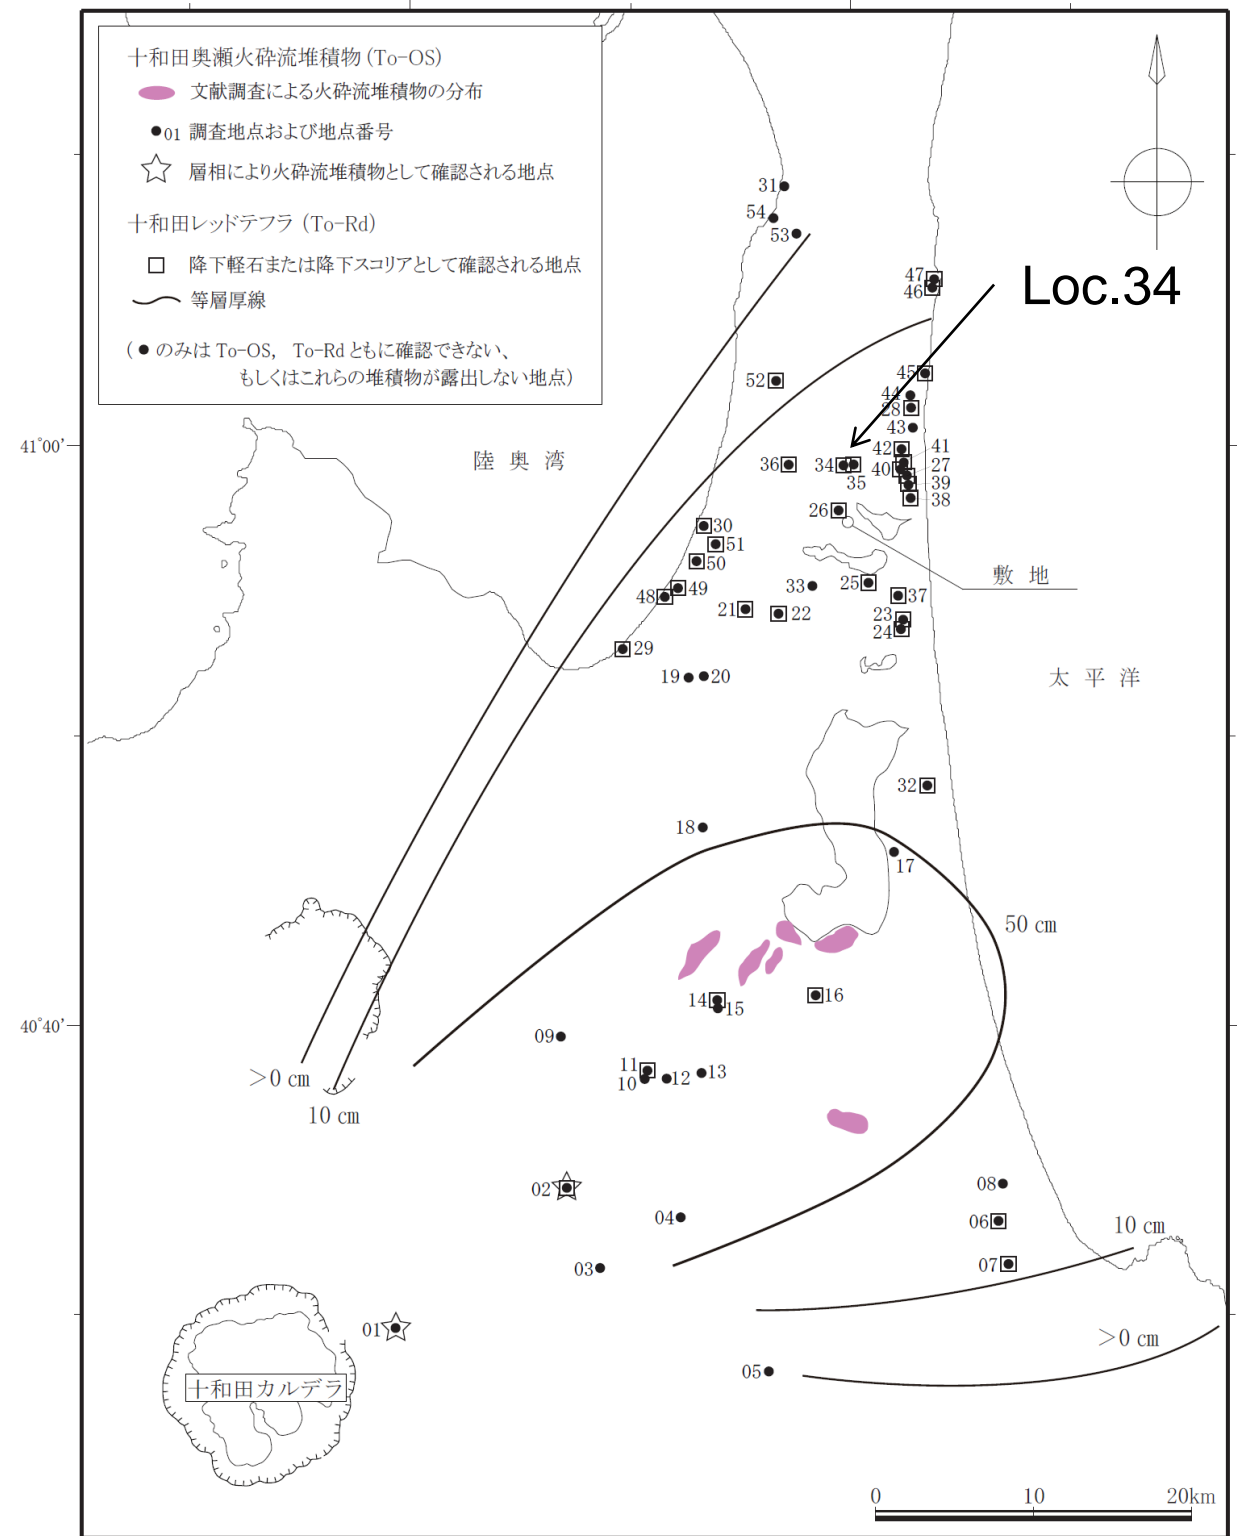 十和田奥瀬火砕流堆積物 (To-OS)
文献調査による火砕流堆積物の分布
01 調査地点および地点番号
層相により火砕流堆積物として確認される地点
十和田レッドテフラ (To-Rd)
降下軽石または降下スコリアとして確認される地点
等層厚線
( ● のみは To-OS, To-Rd ともに確認できない、
もしくはこれらの堆積物が露出しない地点)
31
54
53
47
46
Loc.34
52
45
44
28
43
41°00'
陸奥湾
42
41
36
34
35
40
27
39
38
26
30
51
50
敷地
49
48
33
25
37
21
22
23
24
29
19
20
太平洋
32
18
17
50 cm
14
15
16
40°40'
09
11
10
12
13
>0 cm
10 cm
02
08
04
06
10 cm
03
07
01
>0 cm
05
十和田カルデラ
0 10 20km